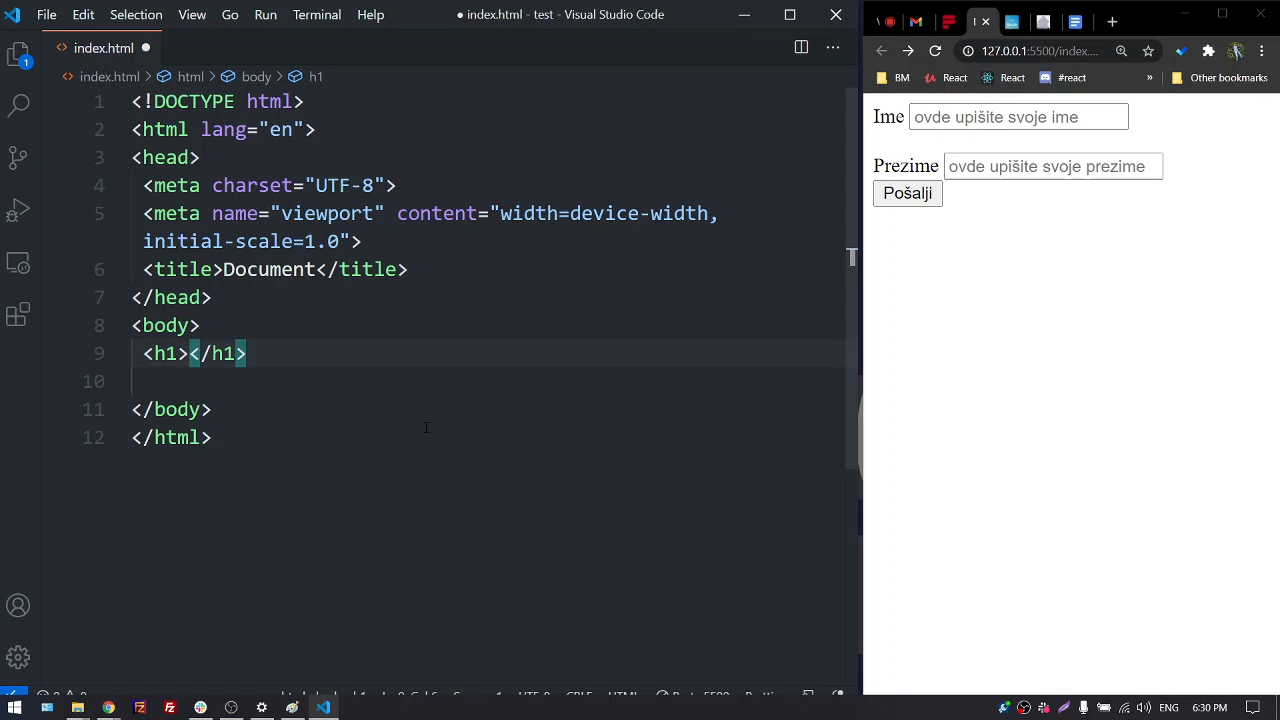 File Edit Selection View Go Run Terminal Help
● index.html - test - Visual Studio Code
1
index.html
index.html > html > body > h1
1 <!DOCTYPE html>
2 <html lang="en">
3 <head>
4 <meta charset="UTF-8">
5 <meta name="viewport" content="width=device-width,
initial-scale=1.0">
6 <title>Document</title>
7 </head>
8 <body>
9 <h1></h1>
10
11 </body>
12 </html>
127.0.0.1:5500/index....
BM React React #react » Other bookmarks
Ime ovde upišite svoje ime
Prezime ovde upišite svoje prezime
Pošalji
ENG 6:30 PM